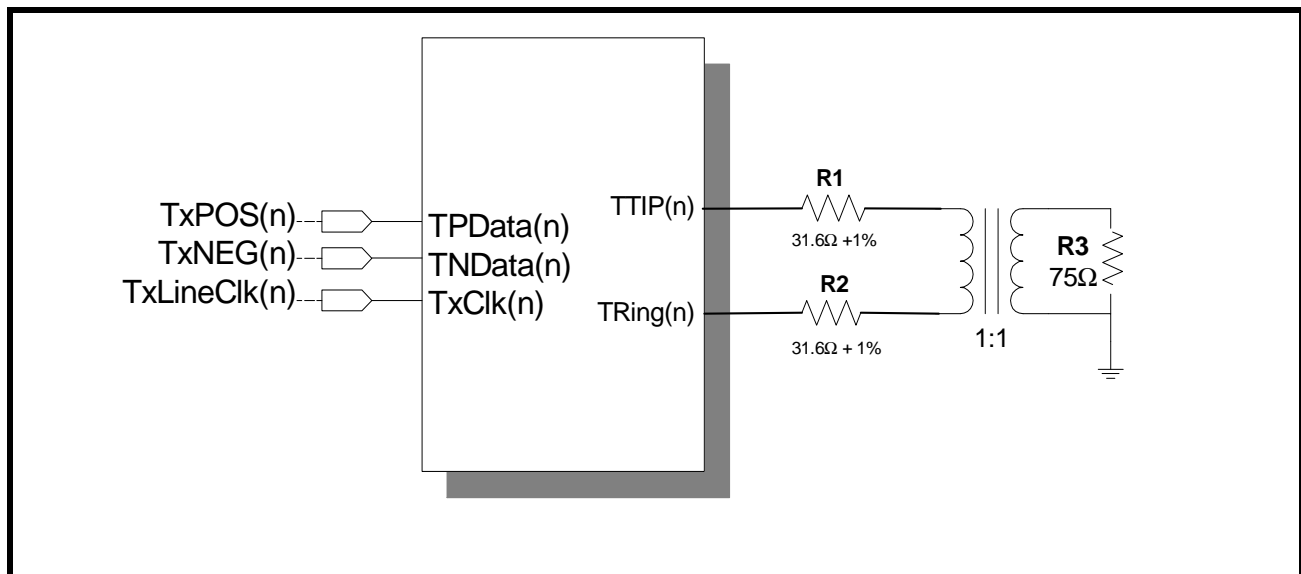 TxPOS(n)
TxNEG(n)
TxLineClk(n)
TPData(n)
TNData(n)
TxClk(n)
TTIP(n)
TRing(n)
R1
31.6Ω +1%
R2
31.6Ω + 1%
1:1
R3
75Ω